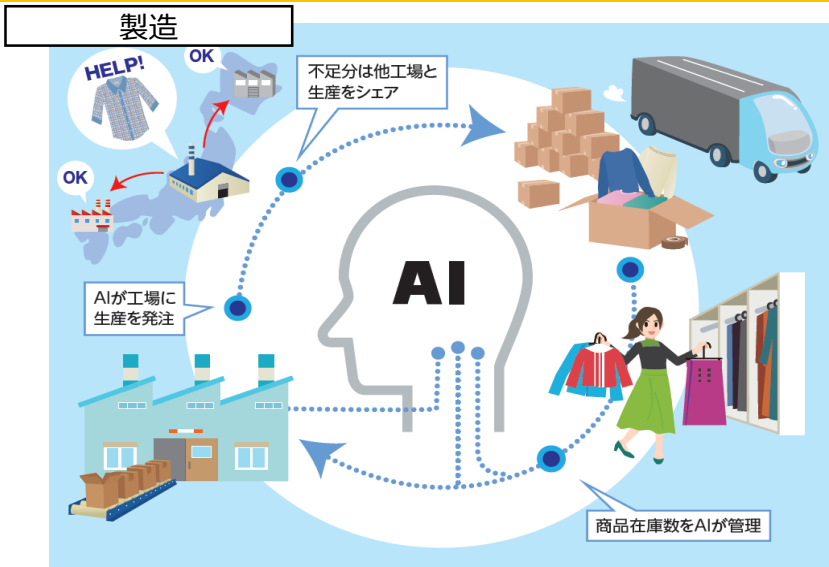 製造
HELP!
OK
OK
不足分は他工場と
生産をシェア
AI
AIが工場に
生産を発注
商品在庫数をAIが管理